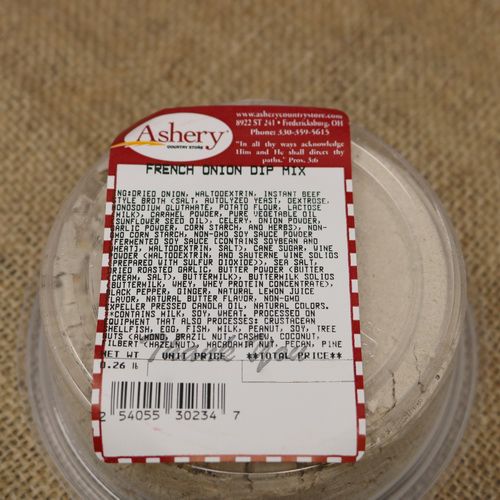 Ashery
COUNTRY STORE
www.asherycountrystore.com
8922 ST 241 • Fredericksburg, OH
Phone: 330-359-5615
"In all thy ways acknowledge
Him and He shall direct thy
paths." Prov. 3:6
FRENCH ONION DIP MIX
ING:DRIED ONION, MALTODEXTRIN, INSTANT BEEF
STYLE BROTH (SALT, AUTOLYZED YEAST, DEXTROSE,
MONOSODIUM GLUTAMATE, POTATO FLOUR, LACTOSE
(MILK), CARAMEL POWDER, PURE VEGETABLE OIL
(SUNFLOWER SEED OIL), CELERY, ONION POWDER,
GARLIC POWDER, CORN STARCH, AND HERBS), NON-
GMO CORN STARCH, NON-GMO SOY SAUCE POWDER
(FERMENTED SOY SAUCE [CONTAINS SOYBEAN AND
WHEAT], MALTODEXTRIN, SALT), CANE SUGAR, WINE
POWDER (MALTODEXTRIN, AND SAUTERNE WINE SOLIDS
(PREPARED WITH SULFUR DIOXIDE)), SEA SALT,
DRIED ROASTED GARLIC, BUTTER POWDER (BUTTER
(CREAM, SALT), BUTTERMILK), BUTTERMILK SOLIDS
(BUTTERMILK, WHEY, WHEY PROTEIN CONCENTRATE),
BLACK PEPPER, GINGER, NATURAL LEMON JUICE
FLAVOR, NATURAL BUTTER FLAVOR, NON-GMO
EXPELLER PRESSED CANOLA OIL, NATURAL COLORS.
**CONTAINS MILK, SOY, WHEAT. PROCESSED ON
EQUIPMENT THAT ALSO PROCESSES: CRUSTACEAN
SHELLFISH, EGG, FISH, MILK, PEANUT, SOY, TREE
NUTS (ALMOND, BRAZIL NUT, CASHEW, COCONUT,
FILBERT (HAZELNUT), MACADAMIA NUT, PECAN, PINE
NET WT UNIT PRICE **TOTAL PRICE**
0.26 lb
Thank You
2 54055 30234 7